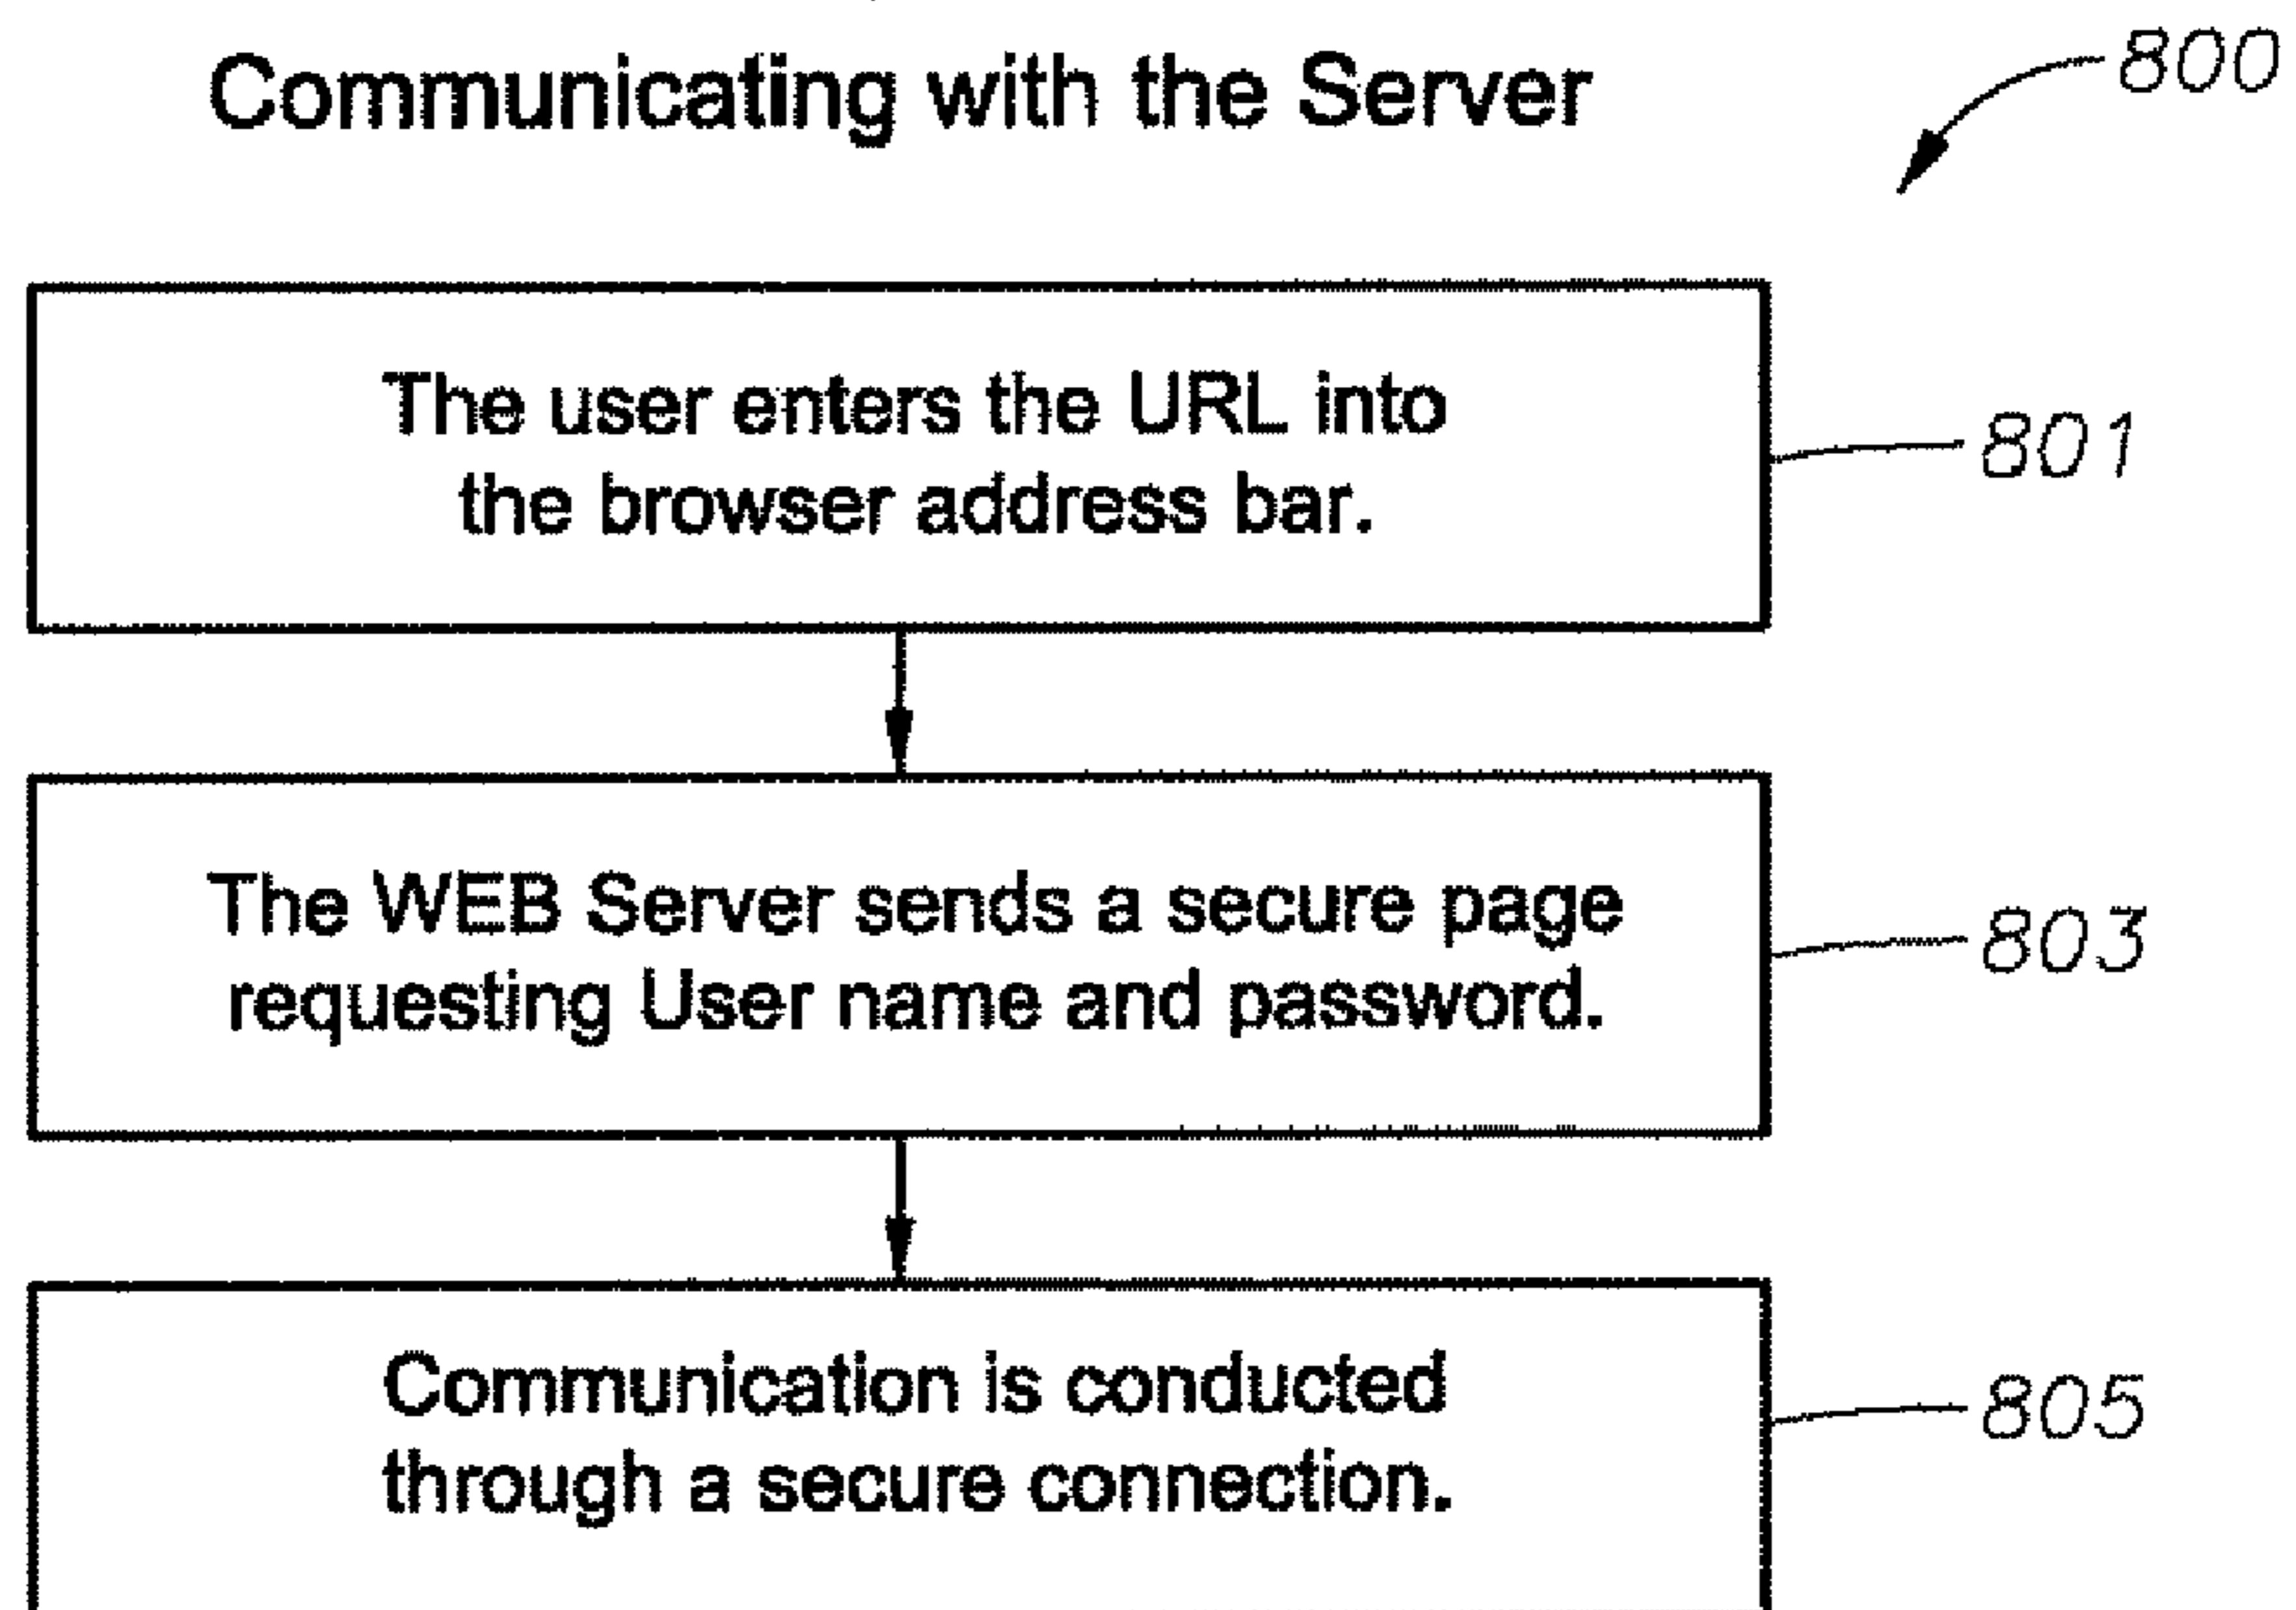 Communicating with the Server
800
The user enters the URL into
the browser address bar.
801
The WEB Server sends a secure page
requesting User name and password.
803
Communication is conducted
through a secure connection.
805